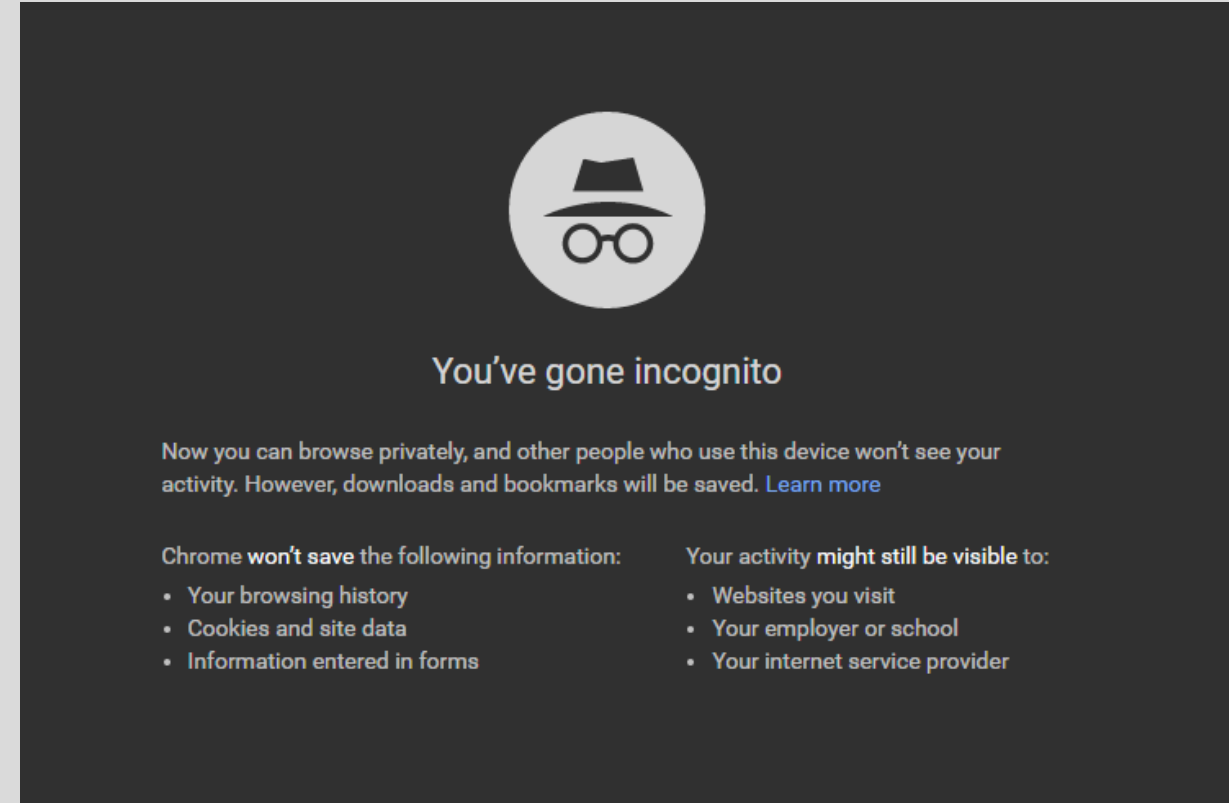 You’ve gone incognito
Now you can browse privately, and other people who use this device won’t see your
activity. However, downloads and bookmarks will be saved. Learn more
Chrome won’t save the following information:
• Your browsing history
• Cookies and site data
• Information entered in forms
Your activity might still be visible to:
• Websites you visit
• Your employer or school
• Your internet service provider